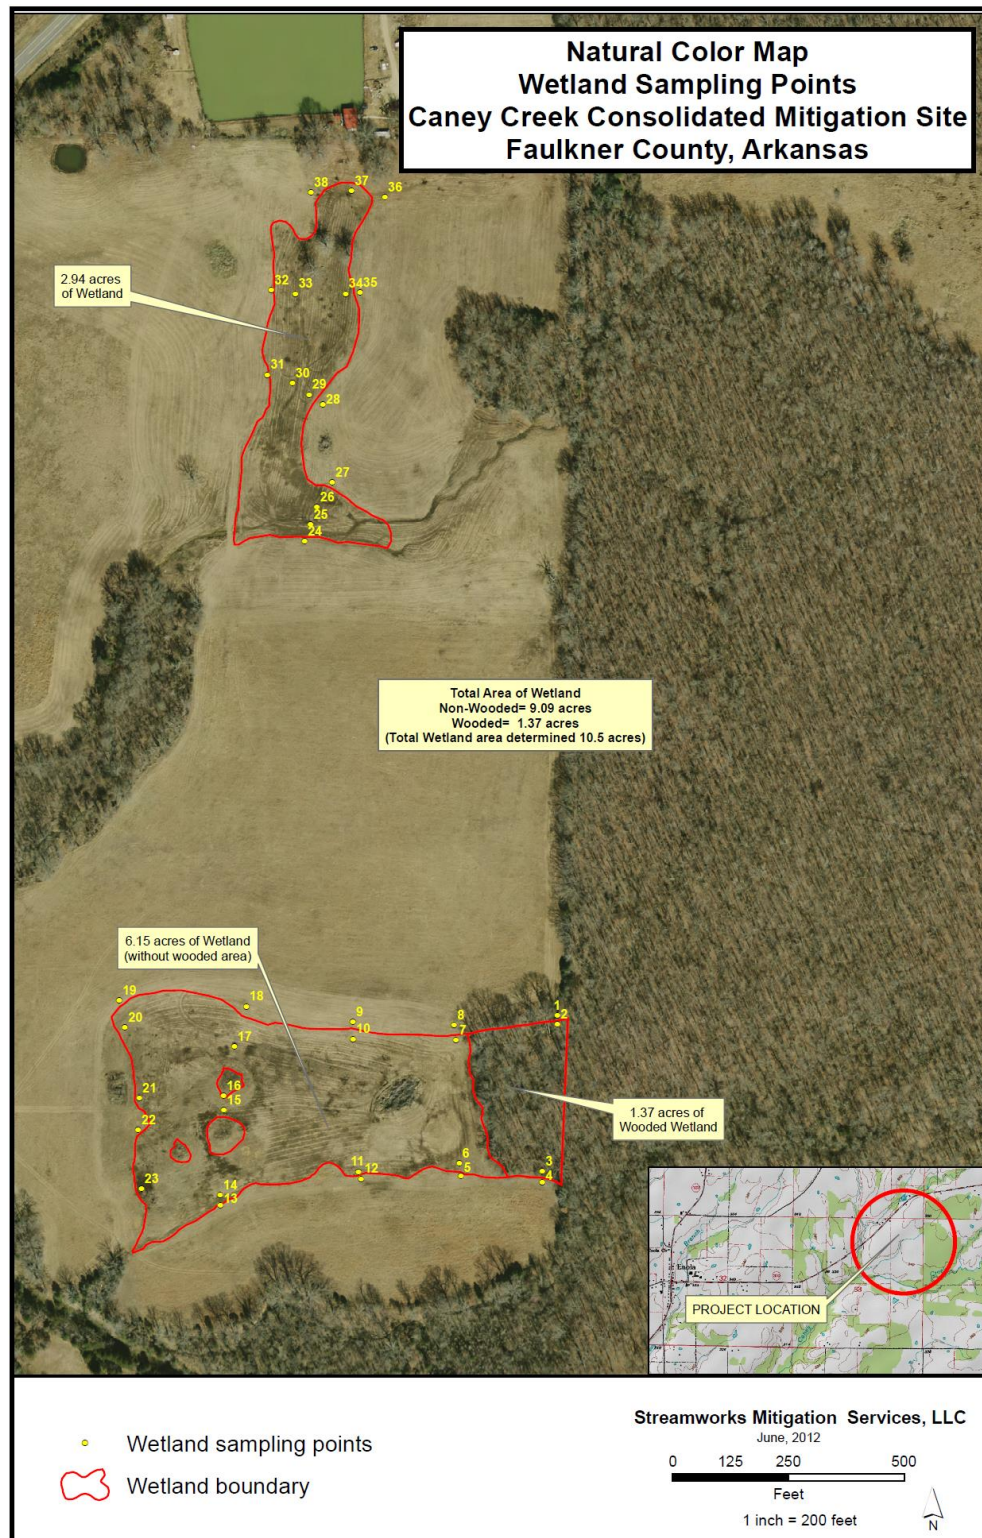 Natural Color Map
Wetland Sampling Points
Caney Creek Consolidated Mitigation Site
Faulkner County, Arkansas
38
37
36
2.94 acres
of Wetland
32
33
34
35
31
30
29
28
27
26
25
24
Total Area of Wetland
Non-Wooded= 9.09 acres
Wooded= 1.37 acres
(Total Wetland area determined 10.5 acres)
6.15 acres of Wetland
(without wooded area)
19
18
9
8
1
2
20
10
7
17
16
15
21
22
1.37 acres of
Wooded Wetland
11
12
6
5
3
4
23
14
13
PROJECT LOCATION
Wetland sampling points
Wetland boundary
Streamworks Mitigation Services, LLC
June, 2012
0 125 250 500
Feet
1 inch = 200 feet
N